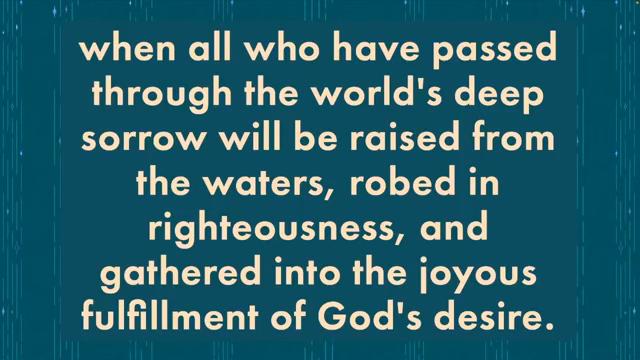 when all who have passed
through the world's deep
sorrow will be raised from
the waters, robed in
righteousness, and
gathered into the joyous
fulfillment of God's desire.